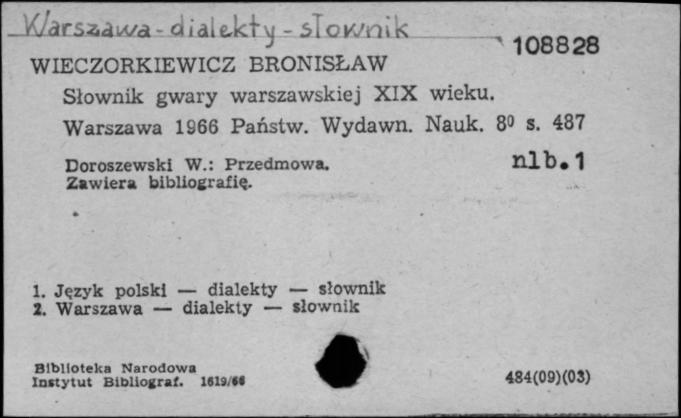 Warszawa - dialekty - słownik
108828
WIECZORKIEWICZ BRONISŁAW
Słownik gwary warszawskiej XIX wieku.
Warszawa 1966 Państw. Wydawn. Nauk. 8⁰ s. 487
nlb.1
Doroszewski W.: Przedmowa.
Zawiera bibliografię.
1. Język polski — dialekty — słownik
2. Warszawa — dialekty — słownik
Biblioteka Narodowa
Instytut Bibliograf. 1619/66
484(09)(03)